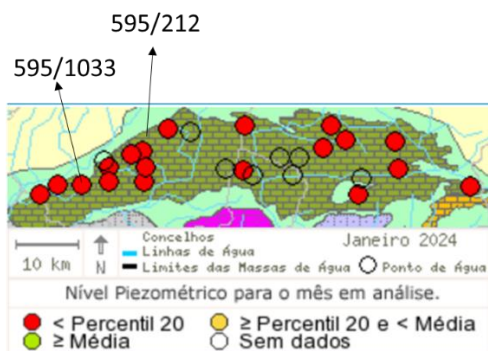 595/212
595/1033
Concelhos
Janeiro 2024
Linhas de Água
10 km N Limites das Massas de Água Ponto de Água
Nível Piezométrico para o mês em análise.
< Percentil 20 ≥ Percentil 20 e < Média
≥ Média Sem dados